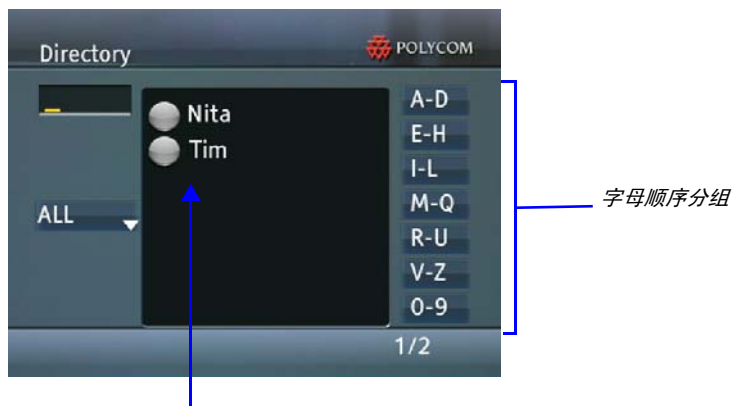 Directory
POLYCOM
Nita
Tim
ALL
A-D
E-H
I-L
M-Q
R-U
V-Z
0-9
1/2
字母顺序分组